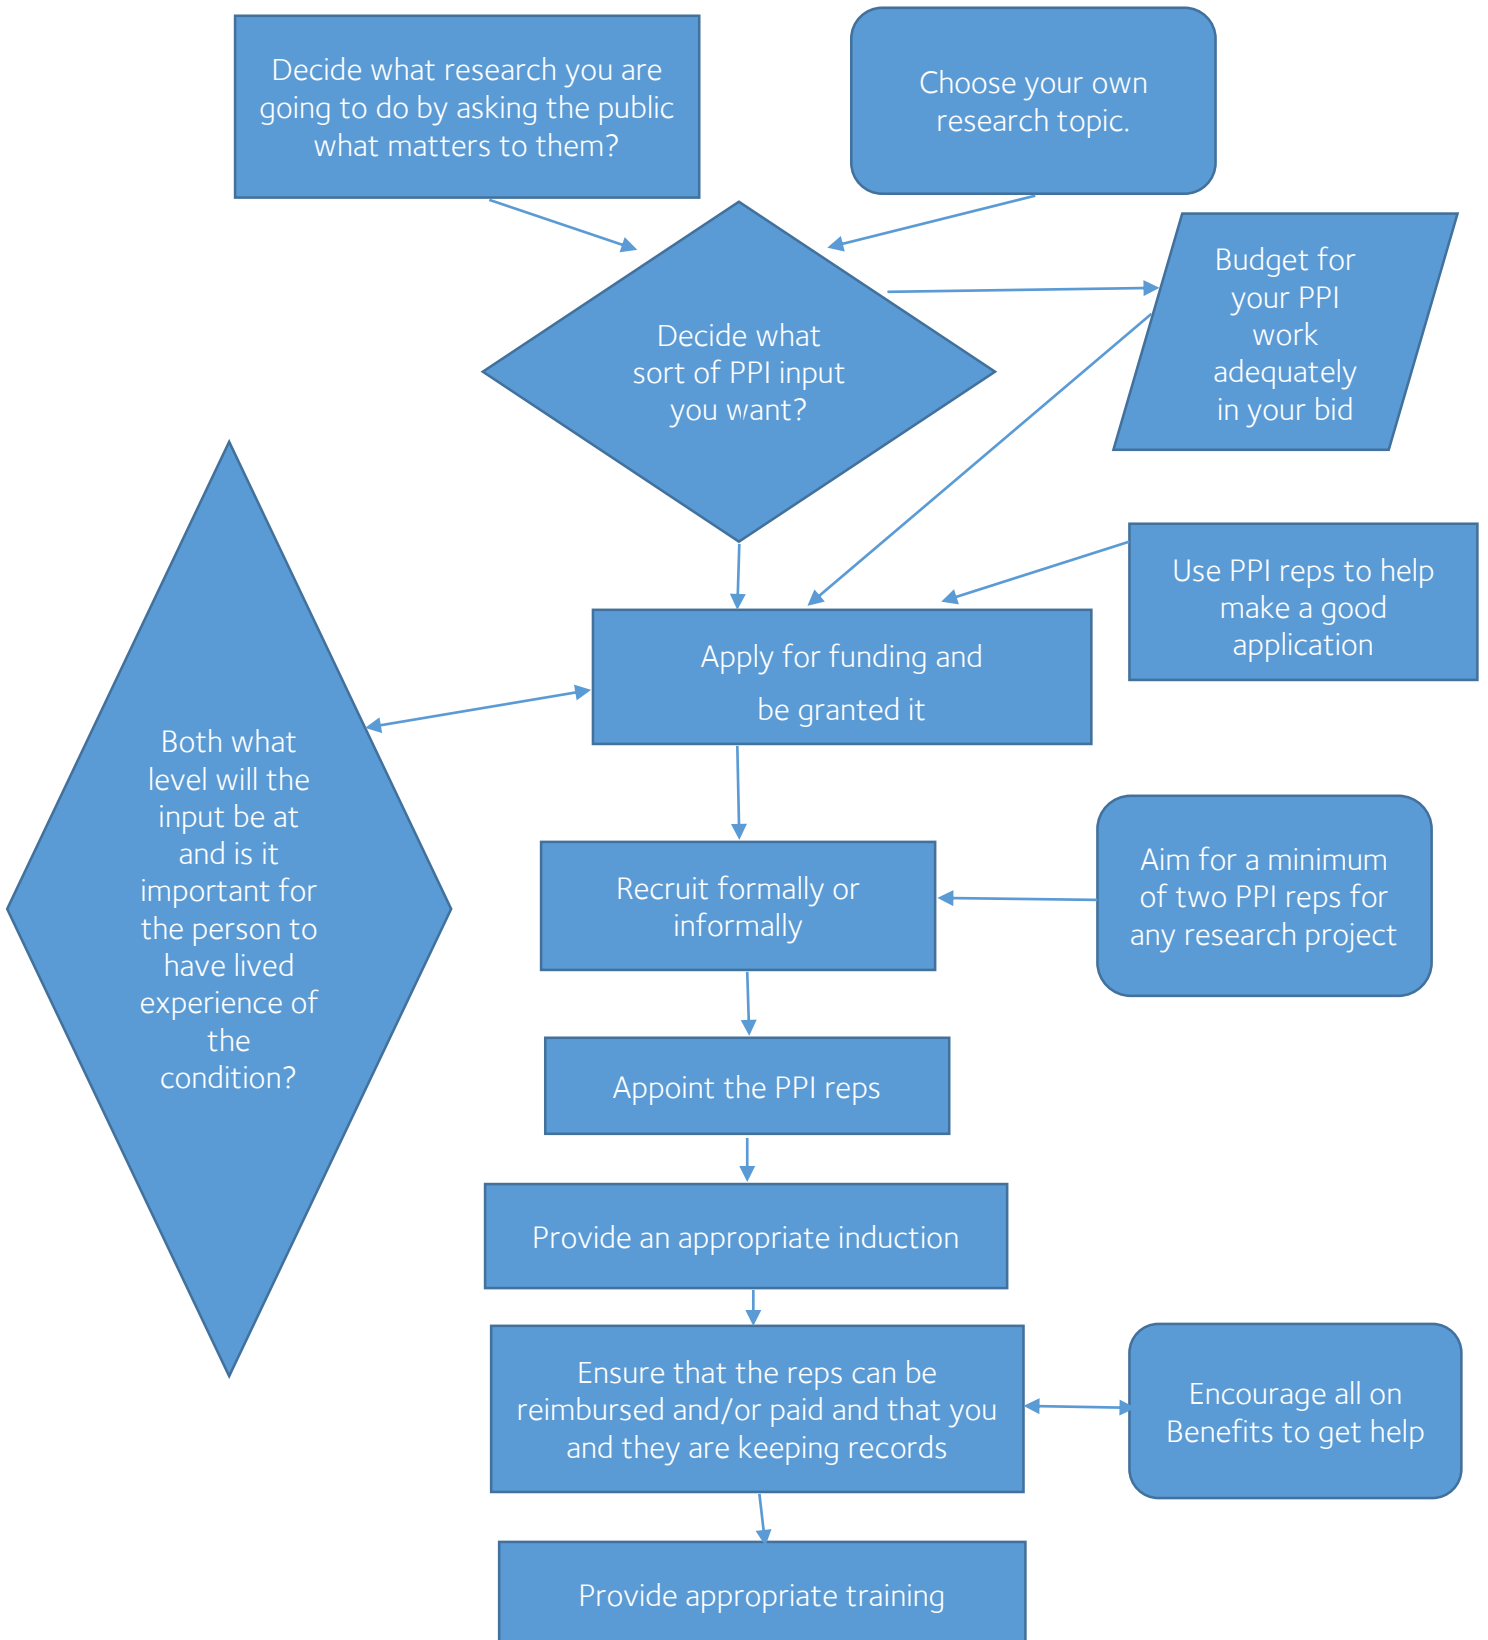 Decide what research you are
going to do by asking the public
what matters to them?
Choose your own
research topic.
Budget for
your PPI
work
adequately
in your bid
Decide what
sort of PPI input
you want?
Use PPI reps to help
make a good
application
Apply for funding and
be granted it
Both what
level will the
input be at
and is it
important for
the person to
have lived
experience of
the
condition?
Aim for a minimum
of two PPI reps for
any research project
Recruit formally or
informally
Appoint the PPI reps
Provide an appropriate induction
Ensure that the reps can be
reimbursed and/or paid and that you
and they are keeping records
Encourage all on
Benefits to get help
Provide appropriate training